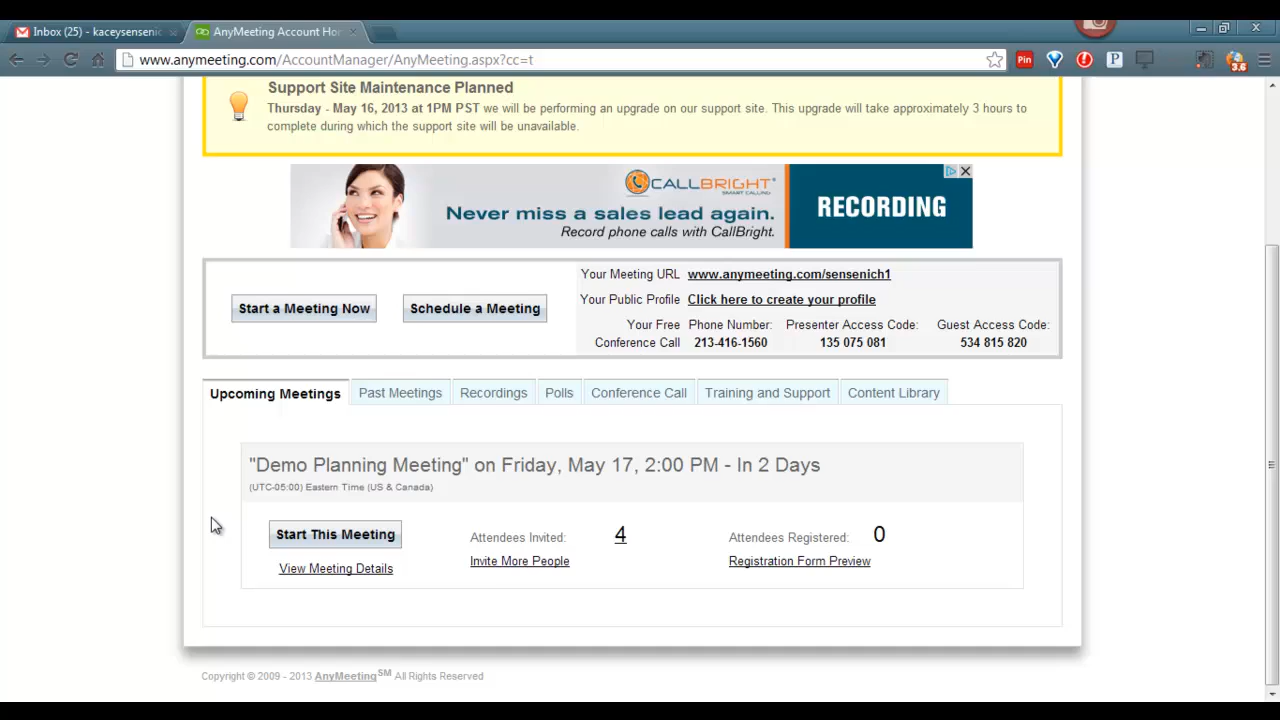 Inbox (25) - kaceysensenic
AnyMeeting Account Hom
www.anymeeting.com/AccountManager/AnyMeeting.aspx?cc=t
Pin
P
3.6
Support Site Maintenance Planned
Thursday - May 16, 2013 at 1PM PST we will be performing an upgrade on our support site. This upgrade will take approximately 3 hours to
complete during which the support site will be unavailable.
CALLBRIGHT
SMART CALLING
Never miss a sales lead again.
Record phone calls with CallBright.
RECORDING
Start a Meeting Now
Schedule a Meeting
Your Meeting URL www.anymeeting.com/sensenich1
Your Public Profile Click here to create your profile
Your Free Phone Number: Presenter Access Code: Guest Access Code:
Conference Call 213-416-1560 135 075 081 534 815 820
Upcoming Meetings Past Meetings Recordings Polls Conference Call Training and Support Content Library
"Demo Planning Meeting" on Friday, May 17, 2:00 PM - In 2 Days
(UTC-05:00) Eastern Time (US & Canada)
Start This Meeting Attendees Invited: 4 Attendees Registered: 0
View Meeting Details Invite More People Registration Form Preview
Copyright © 2009 - 2013 AnyMeeting SM All Rights Reserved